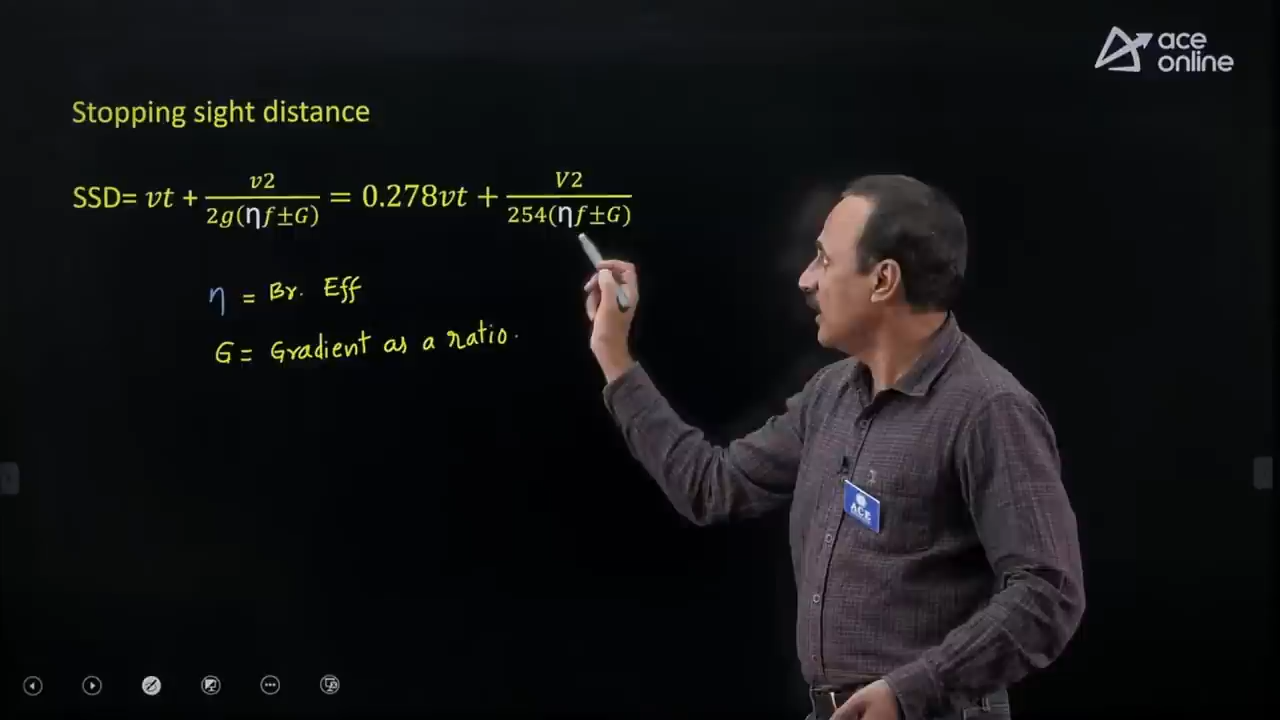 ace
online
Stopping sight distance
SSD= vt + v2/2g(ηf±G) = 0.278vt + V2/254(ηf±G)
η = Br. Eff
G = Gradient as a ratio.
ACE